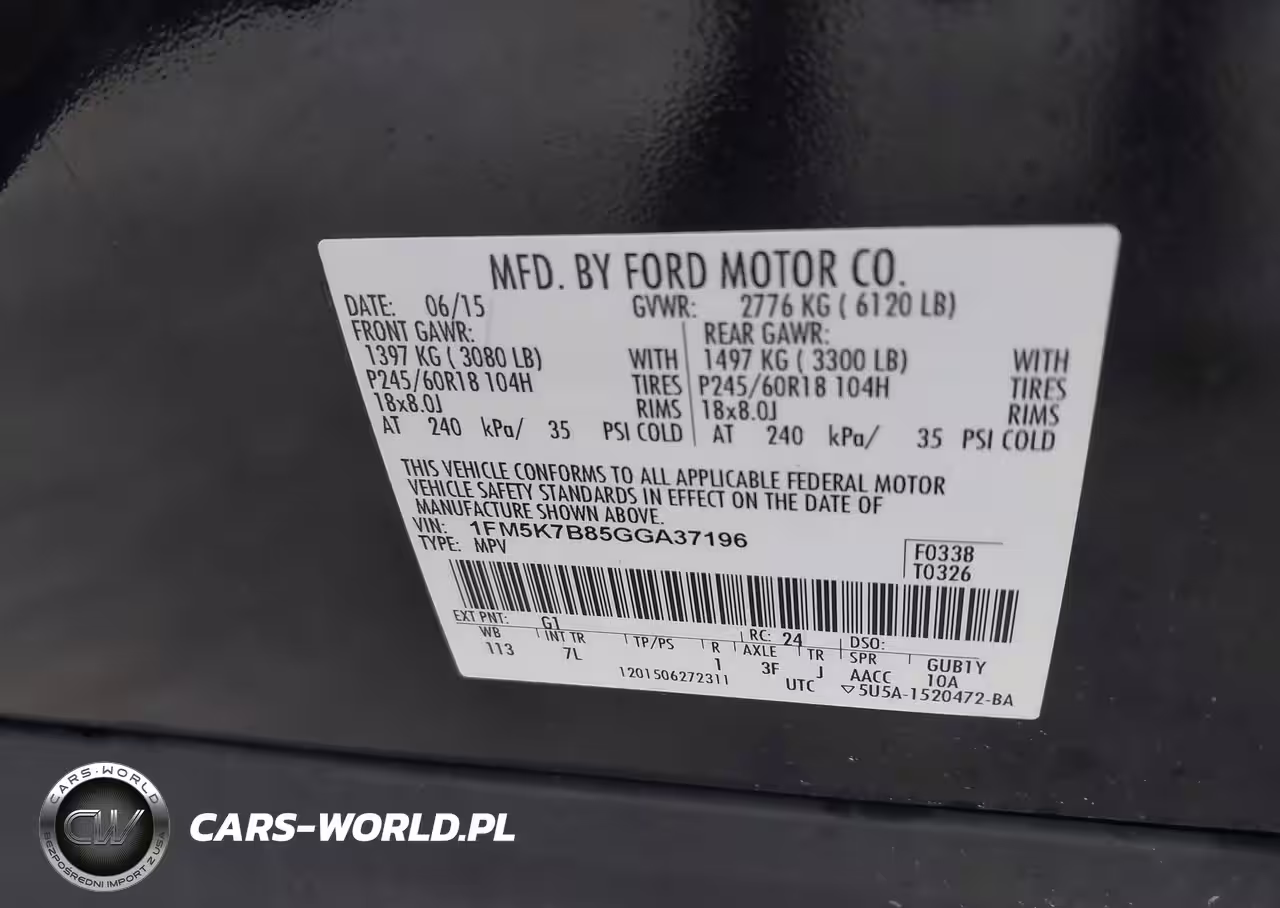 MFD. BY FORD MOTOR CO.
DATE: 06/15 GVWR: 2776 KG ( 6120 LB)
FRONT GAWR: REAR GAWR:
1397 KG ( 3080 LB) WITH 1497 KG ( 3300 LB) WITH
P245/60R18 104H TIRES P245/60R18 104H TIRES
18x8.0J RIMS 18x8.0J RIMS
AT 240 kPa/ 35 PSI COLD AT 240 kPa/ 35 PSI COLD
THIS VEHICLE CONFORMS TO ALL APPLICABLE FEDERAL MOTOR
VEHICLE SAFETY STANDARDS IN EFFECT ON THE DATE OF
MANUFACTURE SHOWN ABOVE.
VIN: 1FM5K7B85GGA37196
TYPE: MPV
F0338
T0326
EXT PNT: G1 RC: 24 DSO:
WB INT TR TP/PS R AXLE TR SPR GUB1Y
113 7L 1 3F J AACC 10A
1201506272311 UTC ▽5U5A-1520472-BA
CARS-WORLD
CW
BEZPOŚREDNI IMPORT Z USA
CARS-WORLD.PL